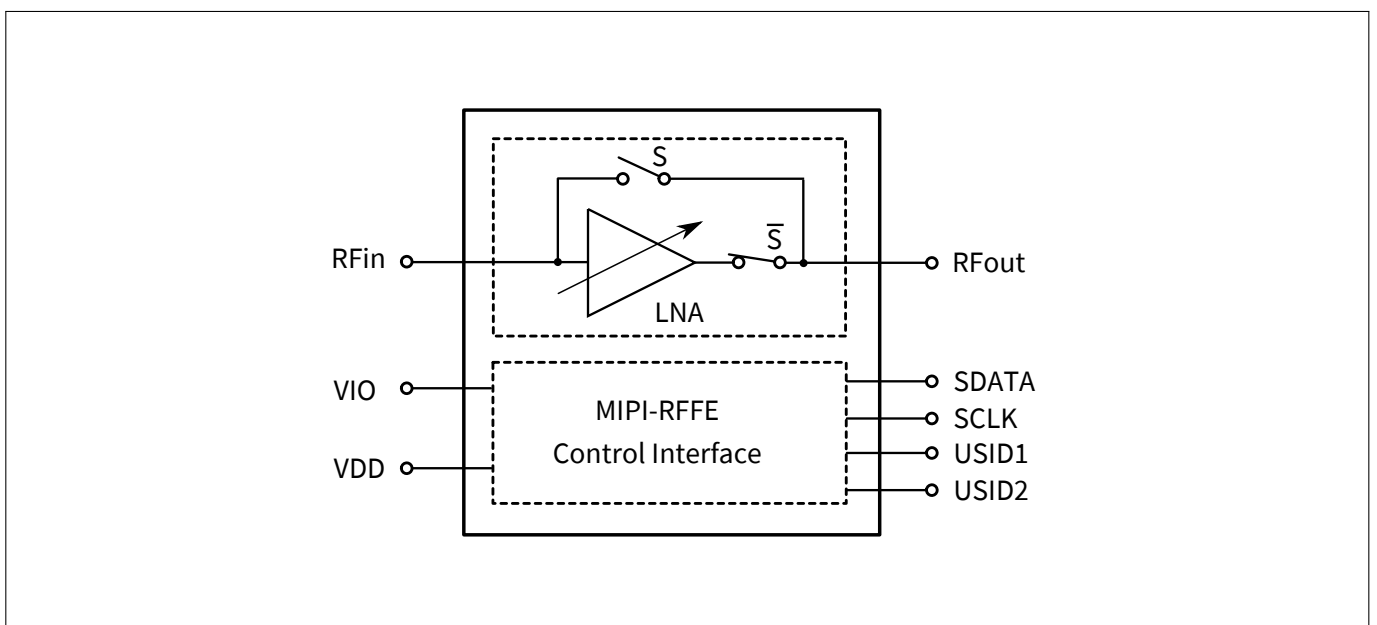 S
RFin
S̅
RFout
LNA
VIO
MIPI-RFFE
Control Interface
VDD
SDATA
SCLK
USID1
USID2